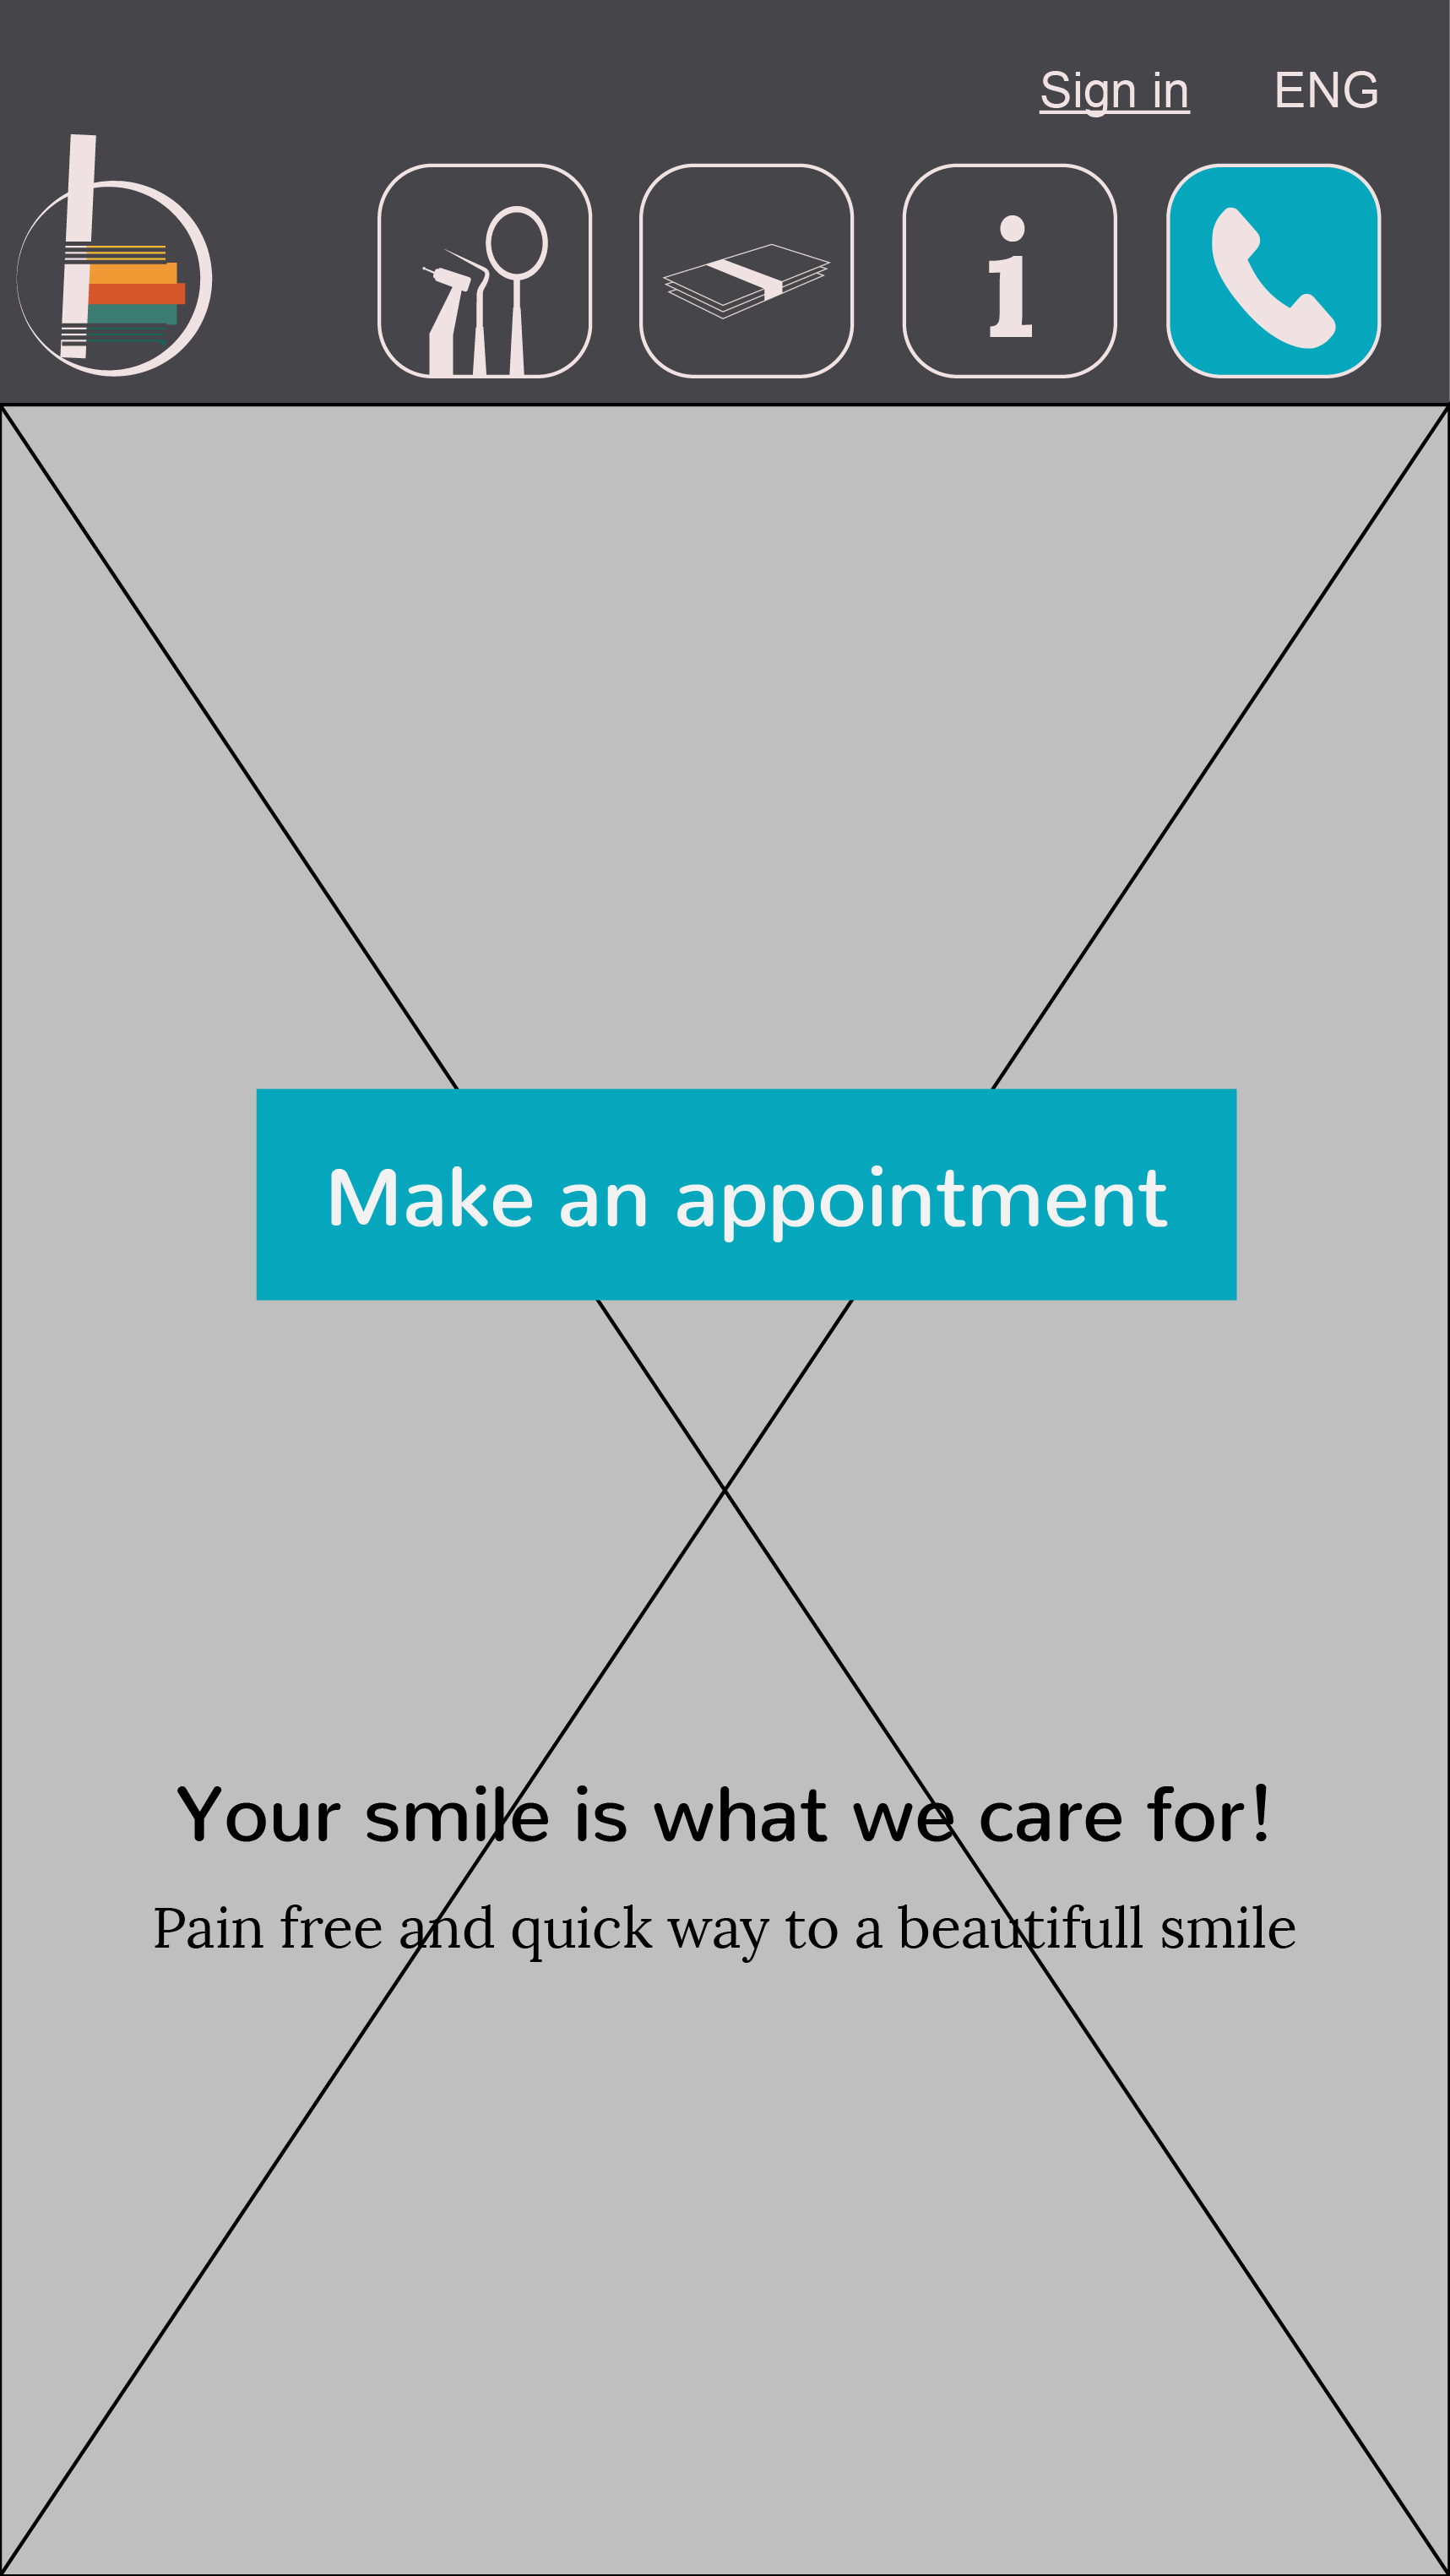 Sign in ENG
Make an appointment
Your smile is what we care for!
Pain free and quick way to a beautifull smile